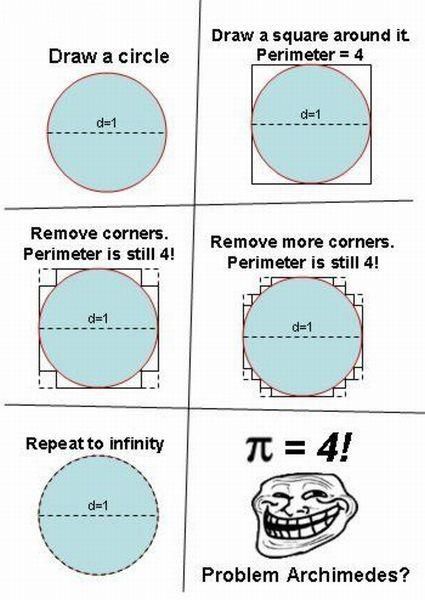 Draw a circle
d=1
Draw a square around it.
Perimeter = 4
d=1
Remove corners.
Perimeter is still 4!
d=1
Remove more corners.
Perimeter is still 4!
d=1
Repeat to infinity
d=1
π = 4!
Problem Archimedes?